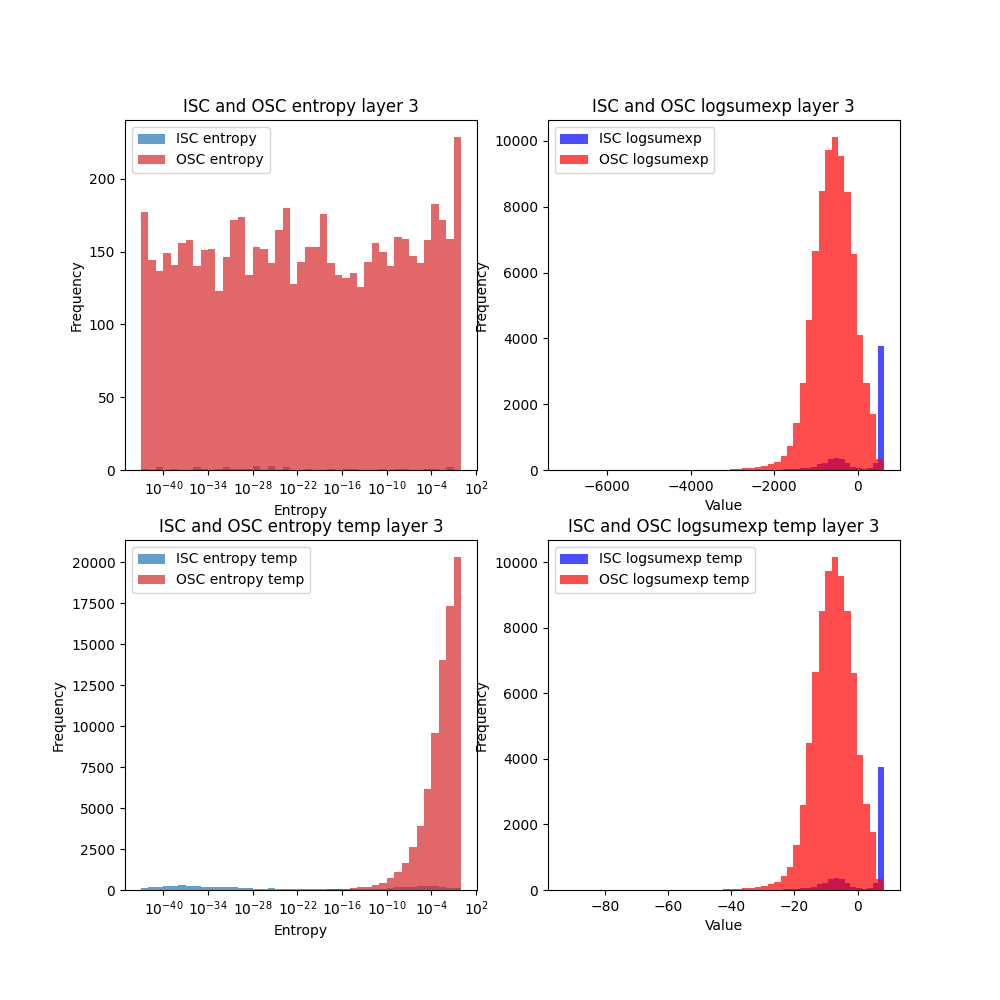 ISC and OSC entropy layer 3
ISC entropy
OSC entropy
200
150
100
50
0
Frequency
10⁻⁴⁰ 10⁻³⁴ 10⁻²⁸ 10⁻²² 10⁻¹⁶ 10⁻¹⁰ 10⁻⁴ 10²
Entropy
ISC and OSC logsumexp layer 3
ISC logsumexp
OSC logsumexp
10000
8000
6000
4000
2000
0
Frequency
−6000 −4000 −2000 0
Value
ISC and OSC entropy temp layer 3
ISC entropy temp
OSC entropy temp
20000
17500
15000
12500
10000
7500
5000
2500
0
Frequency
10⁻⁴⁰ 10⁻³⁴ 10⁻²⁸ 10⁻²² 10⁻¹⁶ 10⁻¹⁰ 10⁻⁴ 10²
Entropy
ISC and OSC logsumexp temp layer 3
ISC logsumexp temp
OSC logsumexp temp
10000
8000
6000
4000
2000
0
Frequency
−80 −60 −40 −20 0
Value